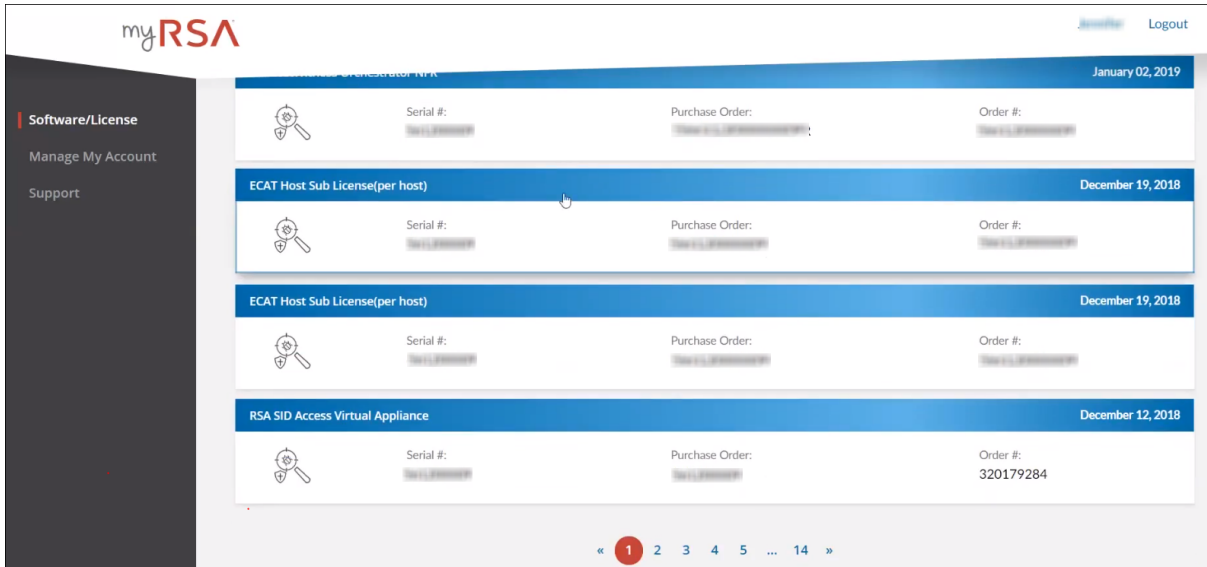 myRSA
Logout
Software/License
Manage My Account
Support
Orchestrator NFR January 02, 2019
Serial #: Purchase Order: Order #:
ECAT Host Sub License(per host) December 19, 2018
Serial #: Purchase Order: Order #:
ECAT Host Sub License(per host) December 19, 2018
Serial #: Purchase Order: Order #:
RSA SID Access Virtual Appliance December 12, 2018
Serial #: Purchase Order: Order #:
320179284
« 1 2 3 4 5 ... 14 »